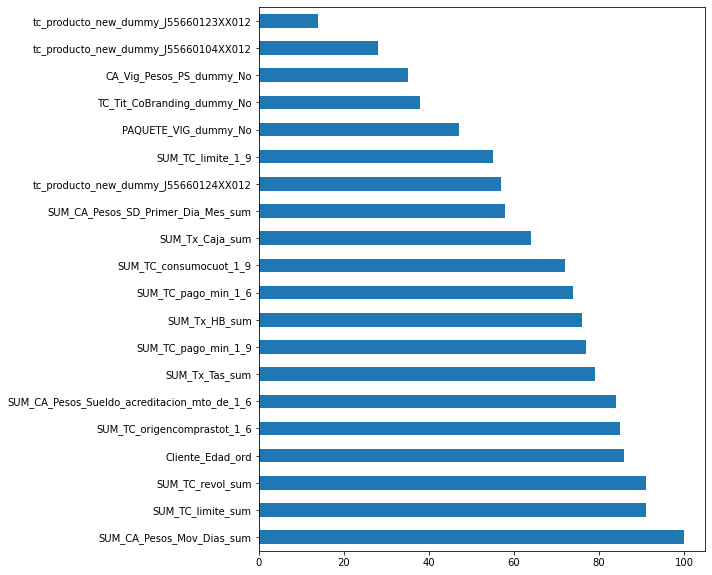 tc_producto_new_dummy_J55660123XX012
tc_producto_new_dummy_J55660104XX012
CA_Vig_Pesos_PS_dummy_No
TC_Tit_CoBranding_dummy_No
PAQUETE_VIG_dummy_No
SUM_TC_limite_1_9
tc_producto_new_dummy_J55660124XX012
SUM_CA_Pesos_SD_Primer_Dia_Mes_sum
SUM_Tx_Caja_sum
SUM_TC_consumocuot_1_9
SUM_TC_pago_min_1_6
SUM_Tx_HB_sum
SUM_TC_pago_min_1_9
SUM_Tx_Tas_sum
SUM_CA_Pesos_Sueldo_acreditacion_mto_de_1_6
SUM_TC_origencomprastot_1_6
Cliente_Edad_ord
SUM_TC_revol_sum
SUM_TC_limite_sum
SUM_CA_Pesos_Mov_Dias_sum
0 20 40 60 80 100